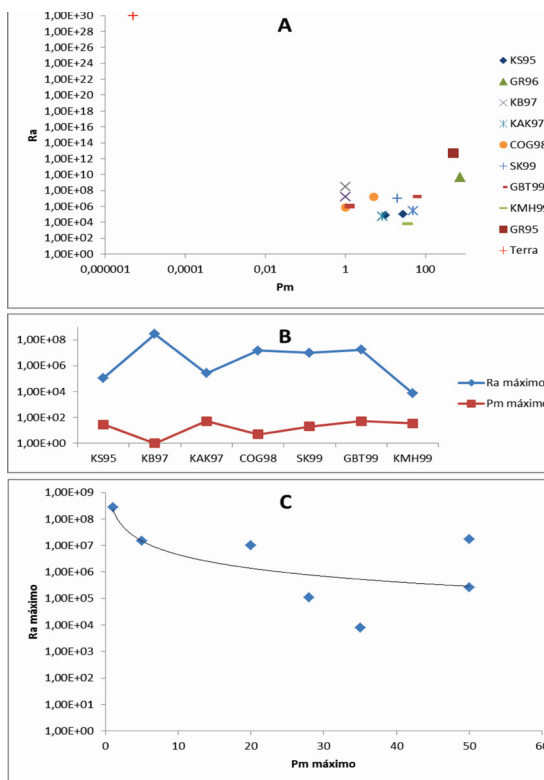 A
1,00E+30
1,00E+28
1,00E+26
1,00E+24
1,00E+22
1,00E+20
1,00E+18
1,00E+16
1,00E+14
1,00E+12
1,00E+10
1,00E+08
1,00E+06
1,00E+04
1,00E+02
1,00E+00
Ra
0,000001
0,0001
0,01
1
100
Pm
KS95
GR96
KB97
KAK97
COG98
SK99
GBT99
KMH99
GR95
Terra
B
1,00E+08
1,00E+06
1,00E+04
1,00E+02
1,00E+00
KS95
KB97
KAK97
COG98
SK99
GBT99
KMH99
Ra máximo
Pm máximo
C
1,00E+09
1,00E+08
1,00E+07
1,00E+06
1,00E+05
1,00E+04
1,00E+03
1,00E+02
1,00E+01
1,00E+00
Ra máximo
0
10
20
30
40
50
60
Pm máximo